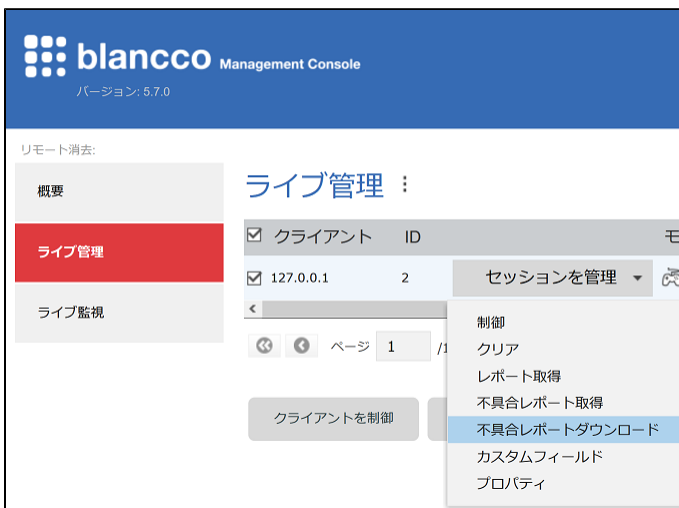 blancco Management Console
バージョン: 5.7.0
リモート消去:
概要
ライブ管理
ライブ監視
ライブ管理
クライアント ID
127.0.0.1 2 セッションを管理
ページ 1
制御
クリア
レポート取得
不具合レポート取得
不具合レポートダウンロード
カスタムフィールド
プロパティ
クライアントを制御